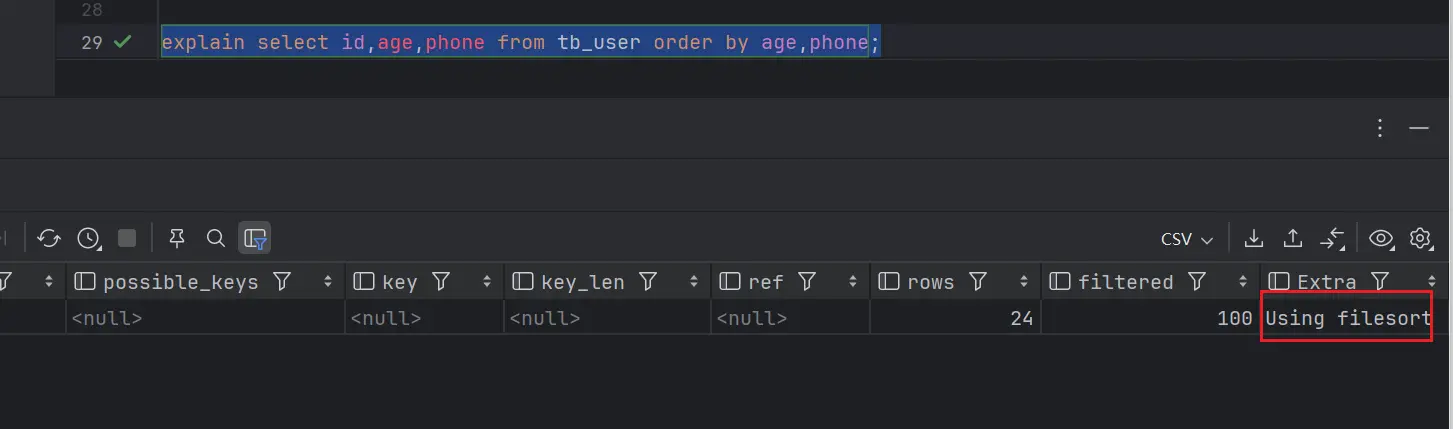 28
29 explain select id,age,phone from tb_user order by age,phone;
CSV
possible_keys key key_len ref rows filtered Extra
<null> <null> <null> <null> 24 100 Using filesort